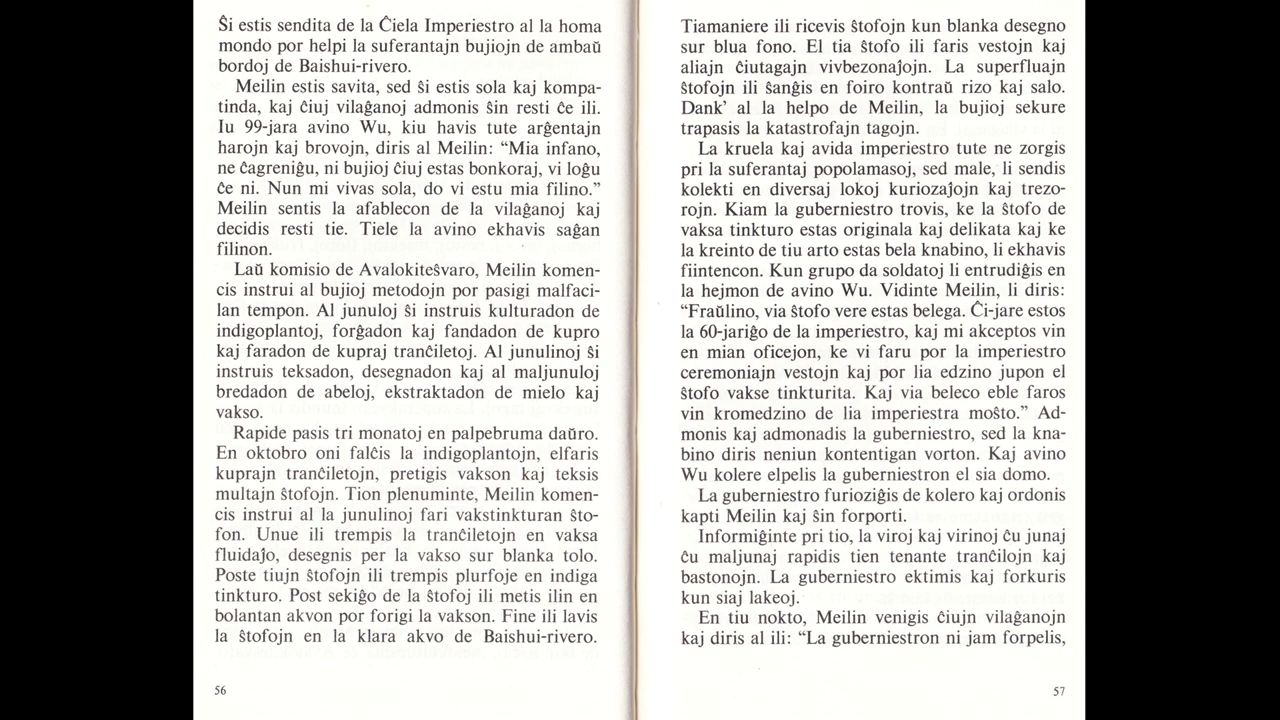 Ŝi estis sendita de la Ĉiela Imperiestro al la homa
mondo por helpi la suferantajn bujiojn de ambaŭ
bordoj de Baishui-rivero.
Meilin estis savita, sed ŝi estis sola kaj kompa-
tinda, kaj ĉiuj vilaĝanoj admonis ŝin resti ĉe ili.
Iu 99-jara avino Wu, kiu havis tute arĝentajn
harojn kaj brovojn, diris al Meilin: “Mia infano,
ne ĉagreniĝu, ni bujioj ĉiuj estas bonkoraj, vi loĝu
ĉe ni. Nun mi vivas sola, do vi estu mia filino.”
Meilin sentis la afablecon de la vilaĝanoj kaj
decidis resti tie. Tiele la avino ekhavis saĝan
filinon.
Laŭ komisio de Avalokiteŝvaro, Meilin komen-
cis instrui al bujioj metodojn por pasigi malfaci-
lan tempon. Al junuloj ŝi instruis kulturadon de
indigoplantoj, forĝadon kaj fandadon de kupro
kaj faradon de kupraj tranĉiletoj. Al junulinoj ŝi
instruis teksadon, desegnadon kaj al maljunuloj
bredadon de abeloj, ekstraktadon de mielo kaj
vakso.
Rapide pasis tri monatoj en palpebruma daŭro.
En oktobro oni falĉis la indigoplantojn, elfaris
kuprajn tranĉiletojn, pretigis vakson kaj teksis
multajn ŝtofojn. Tion plenuminte, Meilin komen-
cis instrui al la junulinoj fari vakstinkturan ŝto-
fon. Unue ili trempis la tranĉiletojn en vaksa
fluidaĵo, desegnis per la vakso sur blanka tolo.
Poste tiujn ŝtofojn ili trempis plurfoje en indiga
tinkturo. Post sekiĝo de la ŝtofoj ili metis ilin en
bolantan akvon por forigi la vakson. Fine ili lavis
la ŝtofojn en la klara akvo de Baishui-rivero.
56
Tiamaniere ili ricevis ŝtofojn kun blanka desegno
sur blua fono. El tia ŝtofo ili faris vestojn kaj
aliajn ĉiutagajn vivbezonaĵojn. La superfluajn
ŝtofojn ili ŝanĝis en foiro kontraŭ rizo kaj salo.
Dank’ al la helpo de Meilin, la bujioj sekure
trapasis la katastrofajn tagojn.
La kruela kaj avida imperiestro tute ne zorgis
pri la suferantaj popolamasoj, sed male, li sendis
kolekti en diversaj lokoj kuriozaĵojn kaj trezo-
rojn. Kiam la guberniestro trovis, ke la ŝtofo de
vaksa tinkturo estas originala kaj delikata kaj ke
la kreinto de tiu arto estas bela knabino, li ekhavis
fiintencon. Kun grupo da soldatoj li entrudiĝis en
la hejmon de avino Wu. Vidinte Meilin, li diris:
“Fraŭlino, via ŝtofo vere estas belega. Ĉi-jare estos
la 60-jariĝo de la imperiestro, kaj mi akceptos vin
en mian oficejon, ke vi faru por la imperiestro
ceremoniajn vestojn kaj por lia edzino jupon el
ŝtofo vakse tinkturita. Kaj via beleco eble faros
vin kromedzino de lia imperiestra moŝto.” Ad-
monis kaj admonadis la guberniestro, sed la kna-
bino diris neniun kontentigan vorton. Kaj avino
Wu kolere elpelis la guberniestron el sia domo.
La guberniestro furioziĝis de kolero kaj ordonis
kapti Meilin kaj ŝin forporti.
Informiĝinte pri tio, la viroj kaj virinoj ĉu junaj
ĉu maljunaj rapidis tien tenante tranĉilojn kaj
bastonojn. La guberniestro ektimis kaj forkuris
kun siaj lakeoj.
En tiu nokto, Meilin venigis ĉiujn vilaĝanojn
kaj diris al ili: “La guberniestron ni jam forpelis,
57